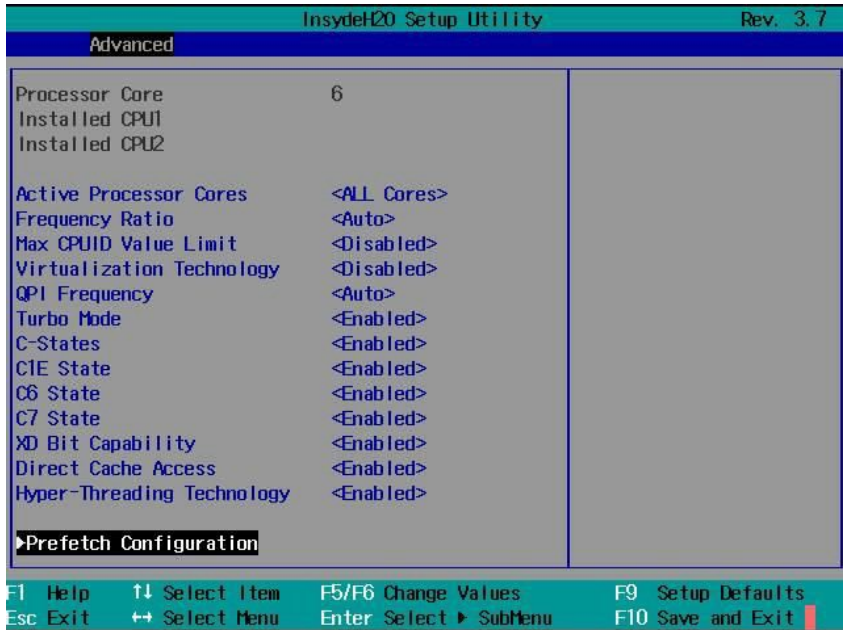 InsydeH2O Setup Utility Rev. 3.7
Advanced
Processor Core 6
Installed CPU1
Installed CPU2
Active Processor Cores <ALL Cores>
Frequency Ratio <Auto>
Max CPUID Value Limit <Disabled>
Virtualization Technology <Disabled>
QPI Frequency <Auto>
Turbo Mode <Enabled>
C-States <Enabled>
C1E State <Enabled>
C6 State <Enabled>
C7 State <Enabled>
XD Bit Capability <Enabled>
Direct Cache Access <Enabled>
Hyper-Threading Technology <Enabled>
▶Prefetch Configuration
F1 Help ↑↓ Select Item F5/F6 Change Values F9 Setup Defaults
Esc Exit ↔ Select Menu Enter Select ▶ SubMenu F10 Save and Exit